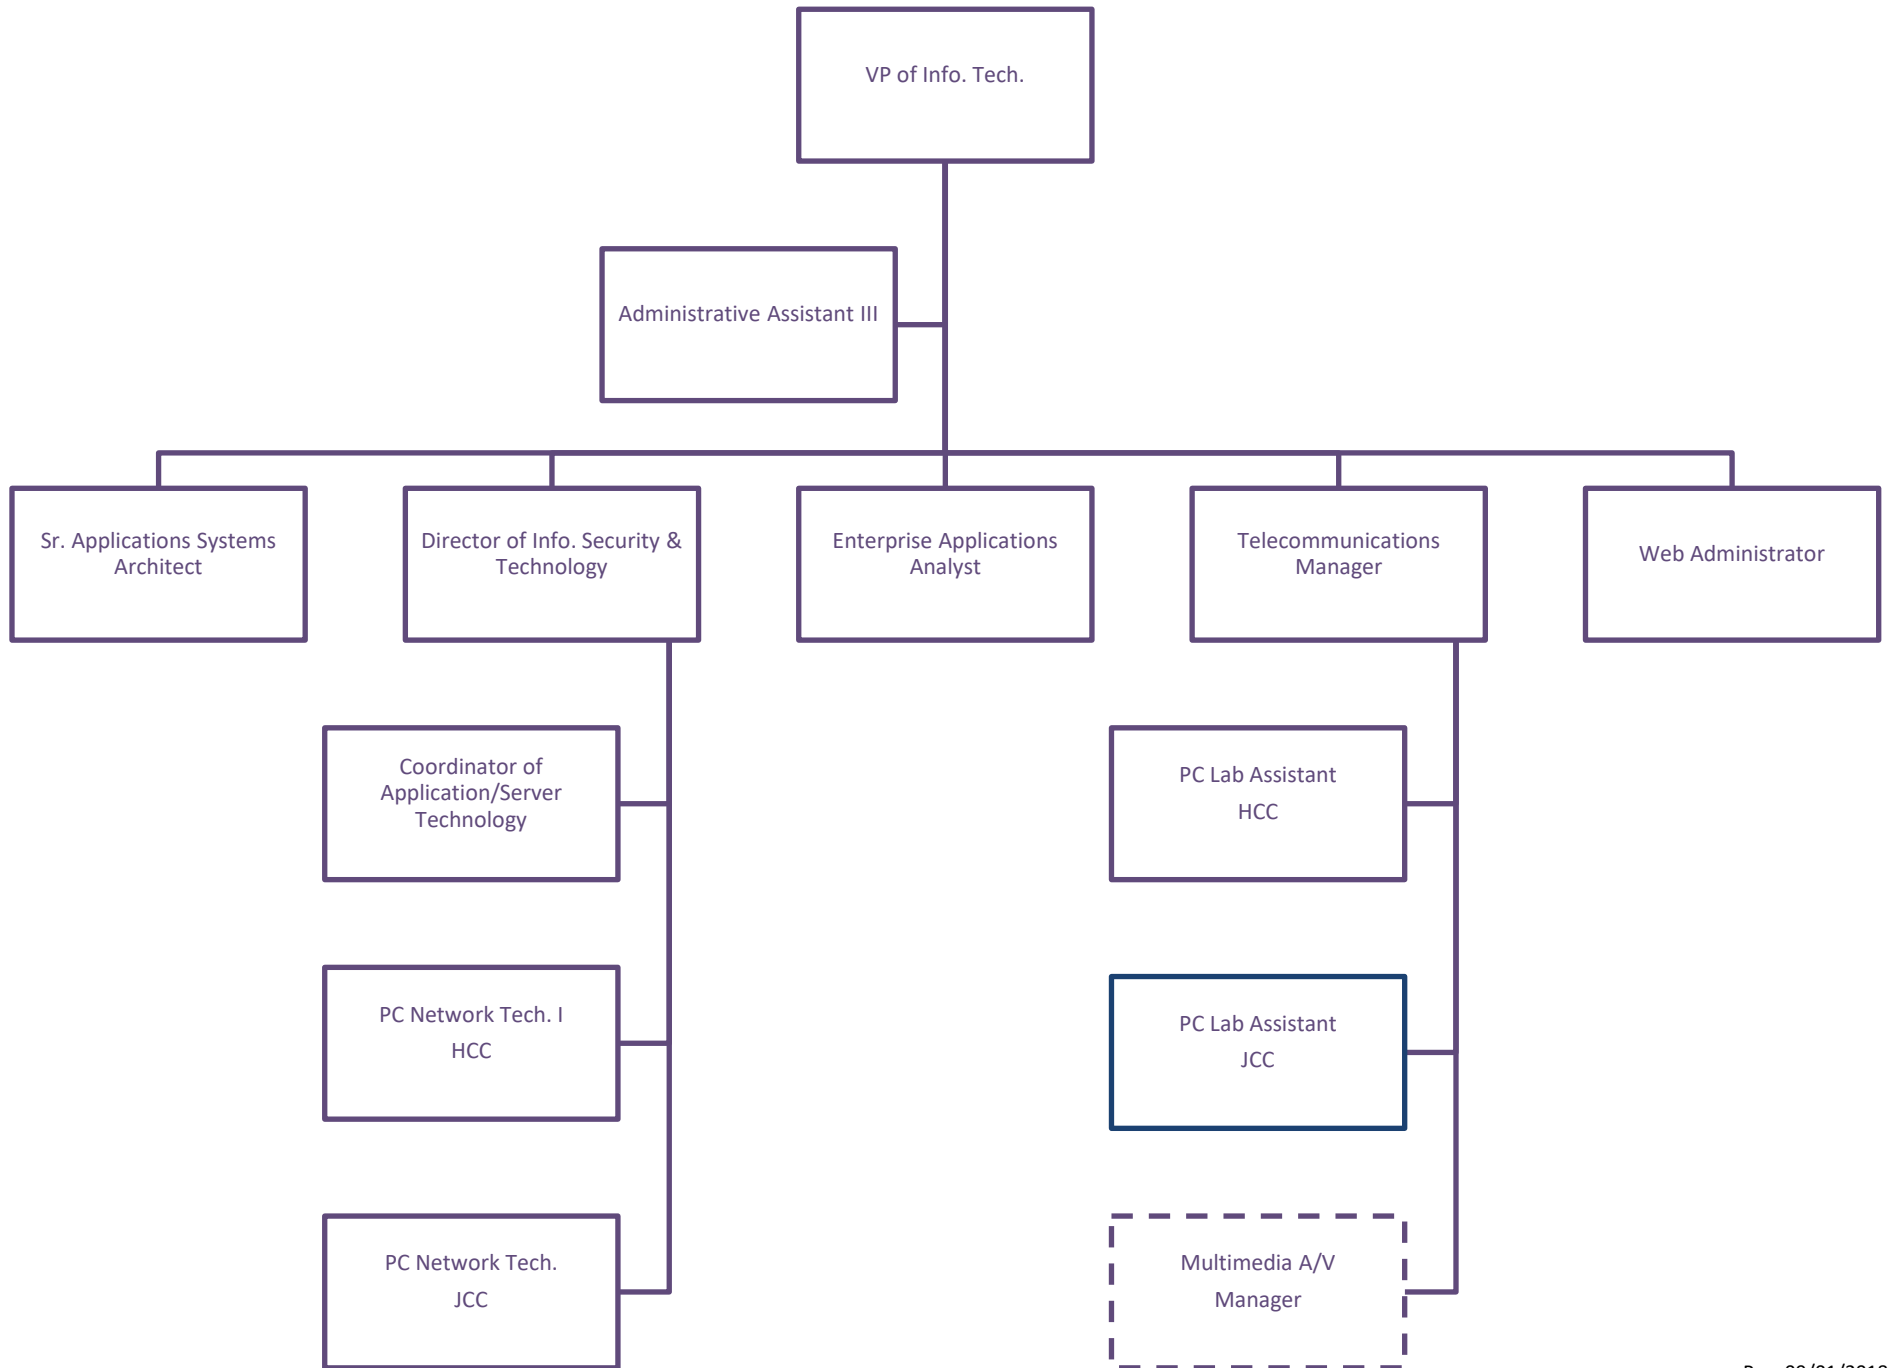 VP of Info. Tech.
Administrative Assistant III
Sr. Applications Systems
Architect
Director of Info. Security &
Technology
Enterprise Applications
Analyst
Telecommunications
Manager
Web Administrator
Coordinator of
Application/Server
Technology
PC Network Tech. I
HCC
PC Network Tech.
JCC
PC Lab Assistant
HCC
PC Lab Assistant
JCC
Multimedia A/V
Manager